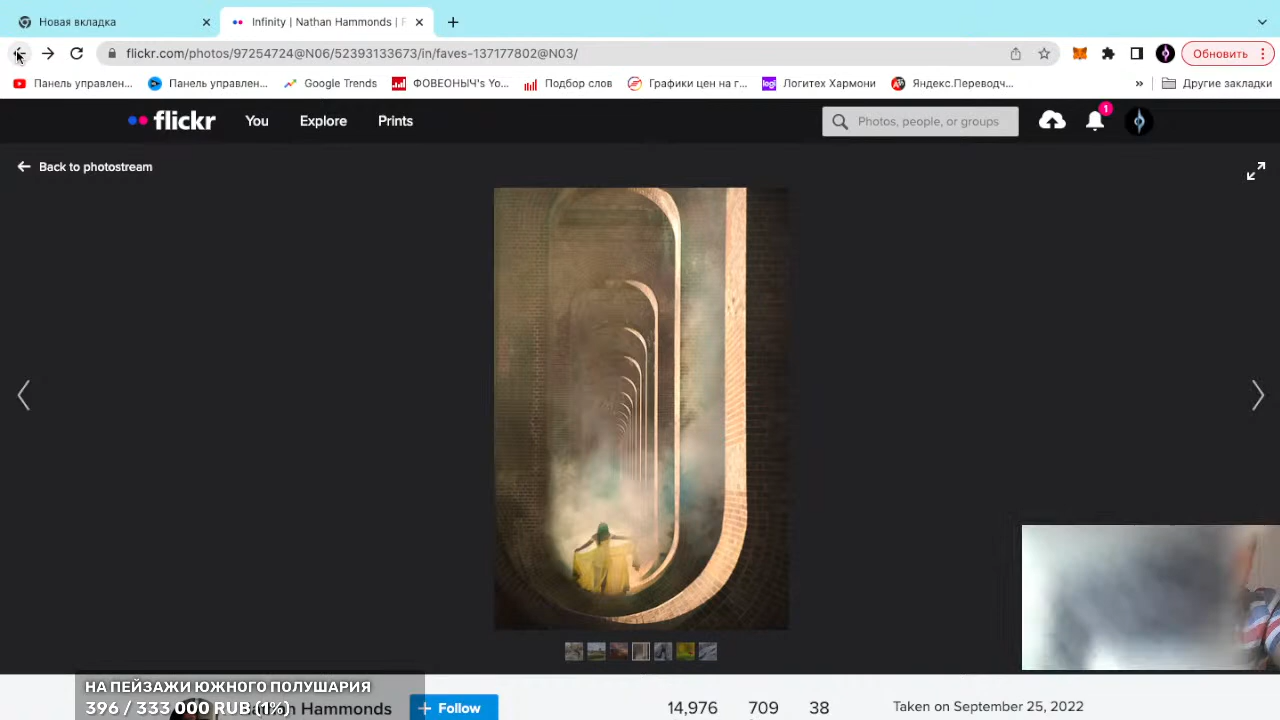 Новая вкладка
Infinity | Nathan Hammonds | F
flickr.com/photos/97254724@N06/52393133673/in/faves-137177802@N03/
Обновить
Панель управлен...
Панель управлен...
Google Trends
ФОВЕОНЫЧ's Yo...
Подбор слов
Графики цен на г...
Логитех Хармони
Яндекс.Переводч...
»
Другие закладки
flickr
You
Explore
Prints
Photos, people, or groups
1
Back to photostream
НА ПЕЙЗАЖИ ЮЖНОГО ПОЛУШАРИЯ
396 / 333 000 RUB (1%)
Hammonds
+ Follow
14,976
709
38
Taken on September 25, 2022